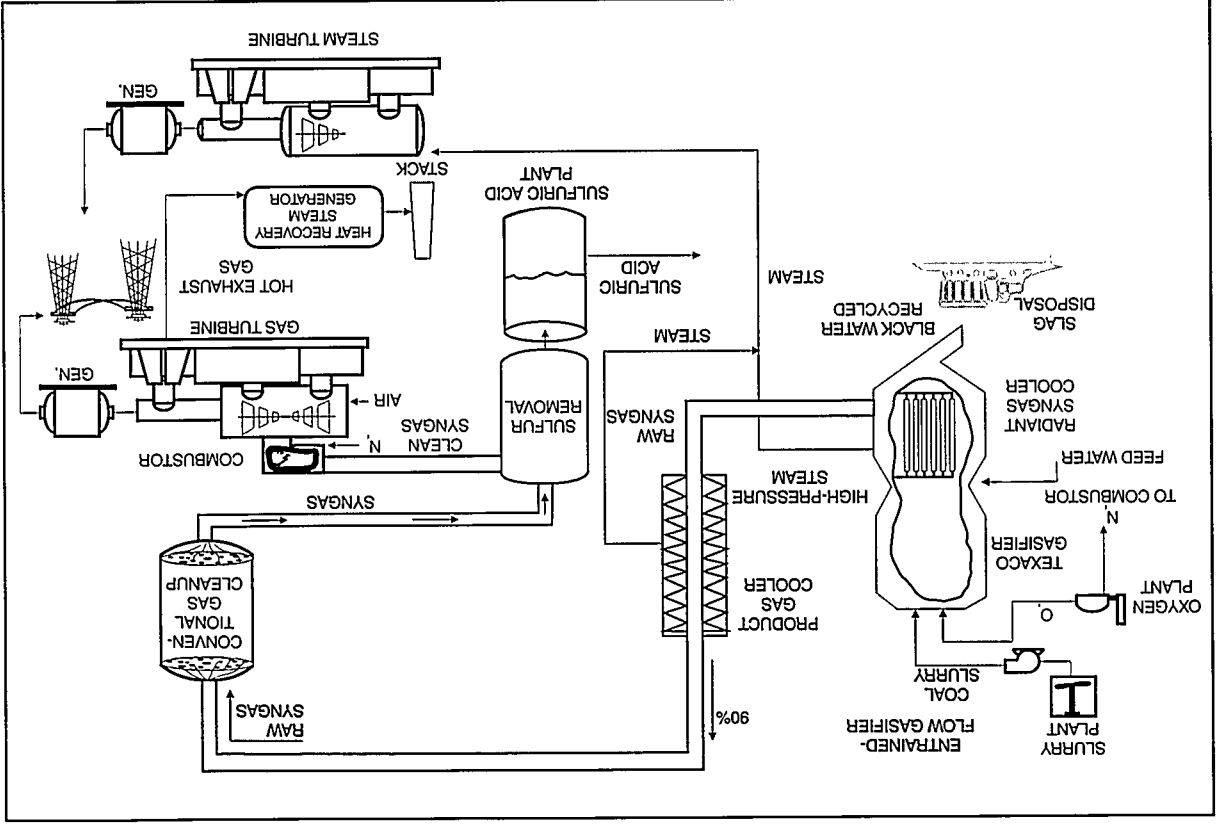 SLURRY
PLANT
ENTRAINED-
FLOW GASIFIER
COAL
SLURRY
OXYGEN
PLANT
O₂
N₂
TO COMBUSTOR
TEXACO
GASIFIER
FEED WATER
RADIANT
SYNGAS
COOLER
SLAG
DISPOSAL
BLACK WATER
RECYCLED
90%
PRODUCT
GAS
COOLER
HIGH-PRESSURE
STEAM
RAW
SYNGAS
STEAM
STEAM
RAW
SYNGAS
CONVEN-
TIONAL
GAS
CLEANUP
SYNGAS
SULFUR
REMOVAL
CLEAN
SYNGAS
N₂
COMBUSTOR
AIR
GEN.
GAS TURBINE
SULFURIC
ACID
SULFURIC ACID
PLANT
HOT EXHAUST
GAS
HEAT RECOVERY
STEAM
GENERATOR
STACK
GEN.
STEAM TURBINE